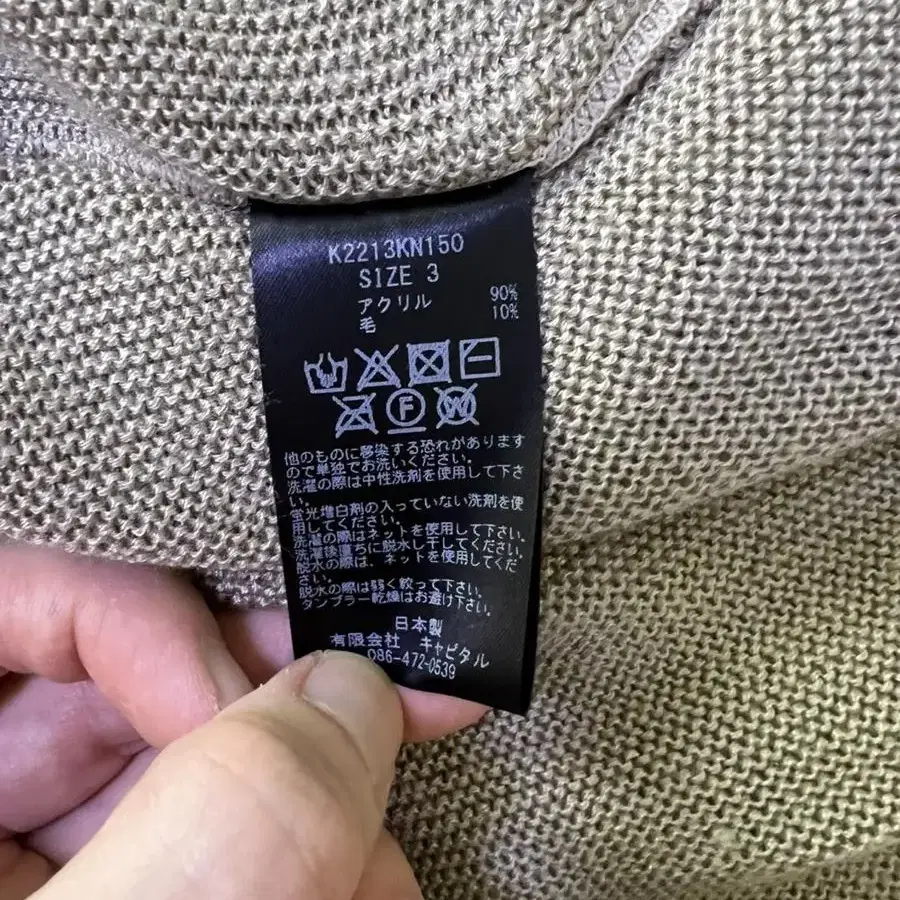 K2213KN150
SIZE 3
アクリル 90%
毛 10%
F
W
他のものに移染する恐れがあります
ので単独でお洗いください。
洗濯の際は中性洗剤を使用して下さ
い。
蛍光増白剤の入っていない洗剤を使
用してください。
洗濯の際はネットを使用して下さい。
洗濯後直ちに脱水し干してください。
脱水の際は、ネットを使用してくだ
さい。
脱水の際は弱く絞って下さい。
タンブラー乾燥はお避け下さい。
日本製
有限会社 キャピタル
086-472-0539